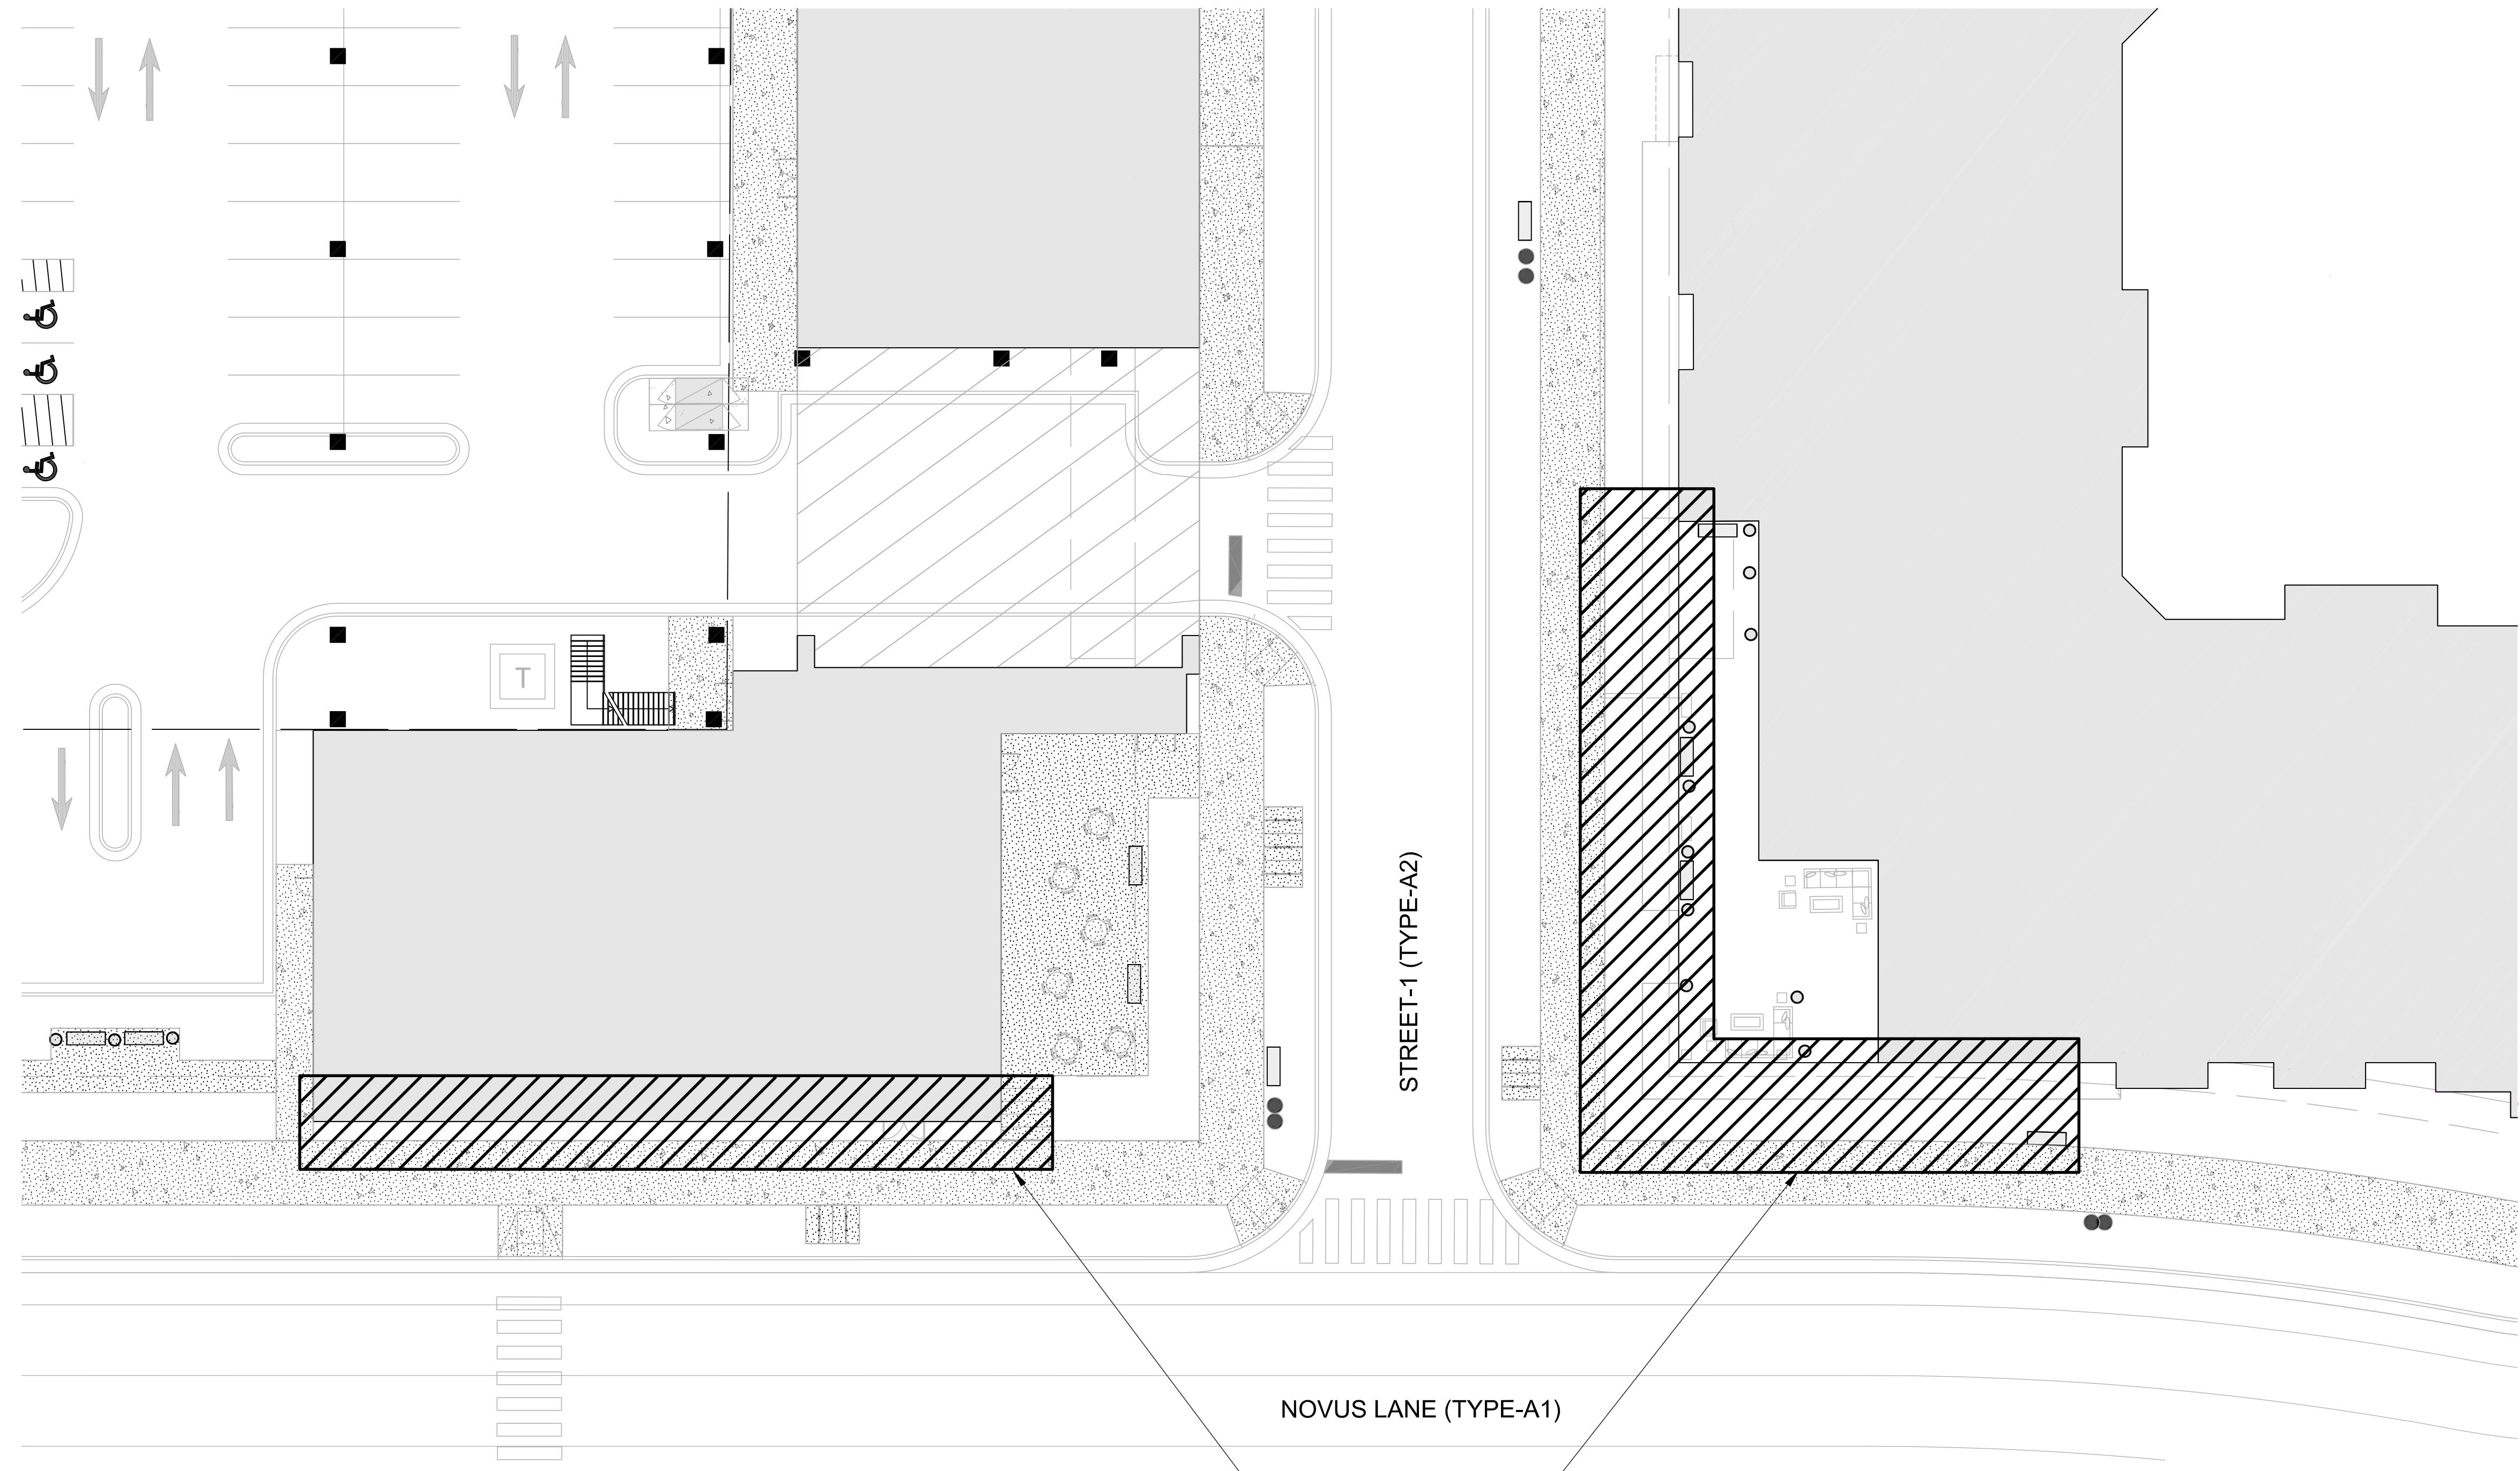 T
STREET-1 (TYPE-A2)
NOVUS LANE (TYPE-A1)